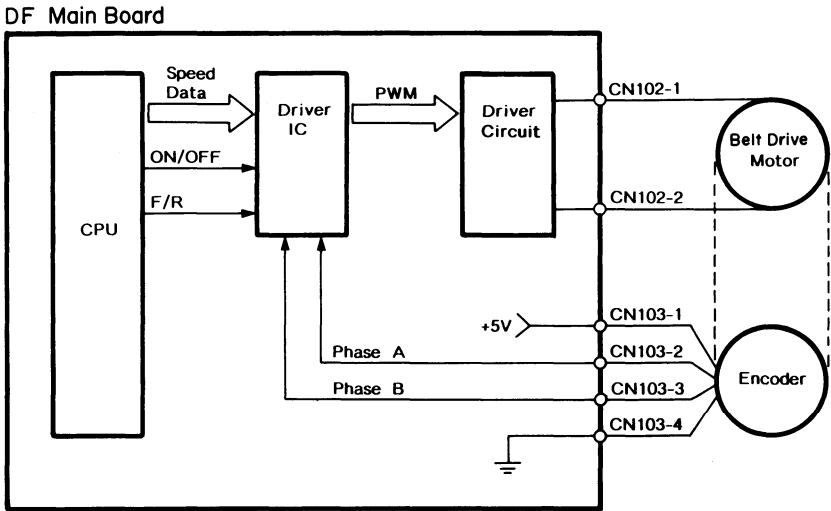 DF Main Board
Speed
Data
PWM
ON/OFF
F/R
CPU
Driver
IC
Driver
Circuit
CN102-1
CN102-2
Belt Drive
Motor
+5V
CN103-1
Phase A
CN103-2
Phase B
CN103-3
CN103-4
Encoder